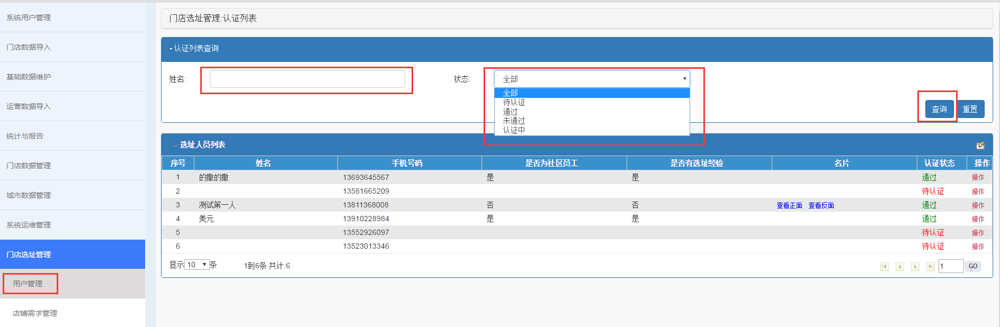 系统用户管理
门店数据导入
基础数据维护
运营数据导入
统计与报告
门店数据管理
城市数据管理
系统运维管理
门店选址管理
用户管理
店铺需求管理
门店选址管理:认证列表
- 认证列表查询
姓名:
状态: 全部
全部
待认证
通过
未通过
认证中
查询 重置
- 选址人员列表
序号 姓名 手机号码 是否为社区员工 是否有选址经验 名片 认证状态 操作
1 的撒的撒 13693645567 是 是 通过 操作
2 13581665209 待认证 操作
3 测试第一人 13811368008 否 否 查看正面 查看反面 通过 操作
4 美元 13910228984 是 是 通过 操作
5 13552926097 待认证 操作
6 13523013346 待认证 操作
显示 10 条 1到6条 共计:6 1 GO